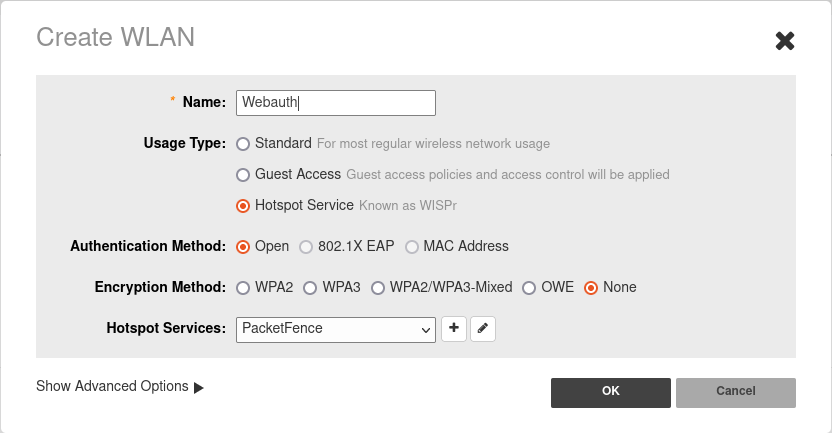 Create WLAN
* Name: Webauth
Usage Type: Standard For most regular wireless network usage
Guest Access Guest access policies and access control will be applied
Hotspot Service Known as WISPr
Authentication Method: Open 802.1X EAP MAC Address
Encryption Method: WPA2 WPA3 WPA2/WPA3-Mixed OWE None
Hotspot Services: PacketFence
Show Advanced Options
OK Cancel